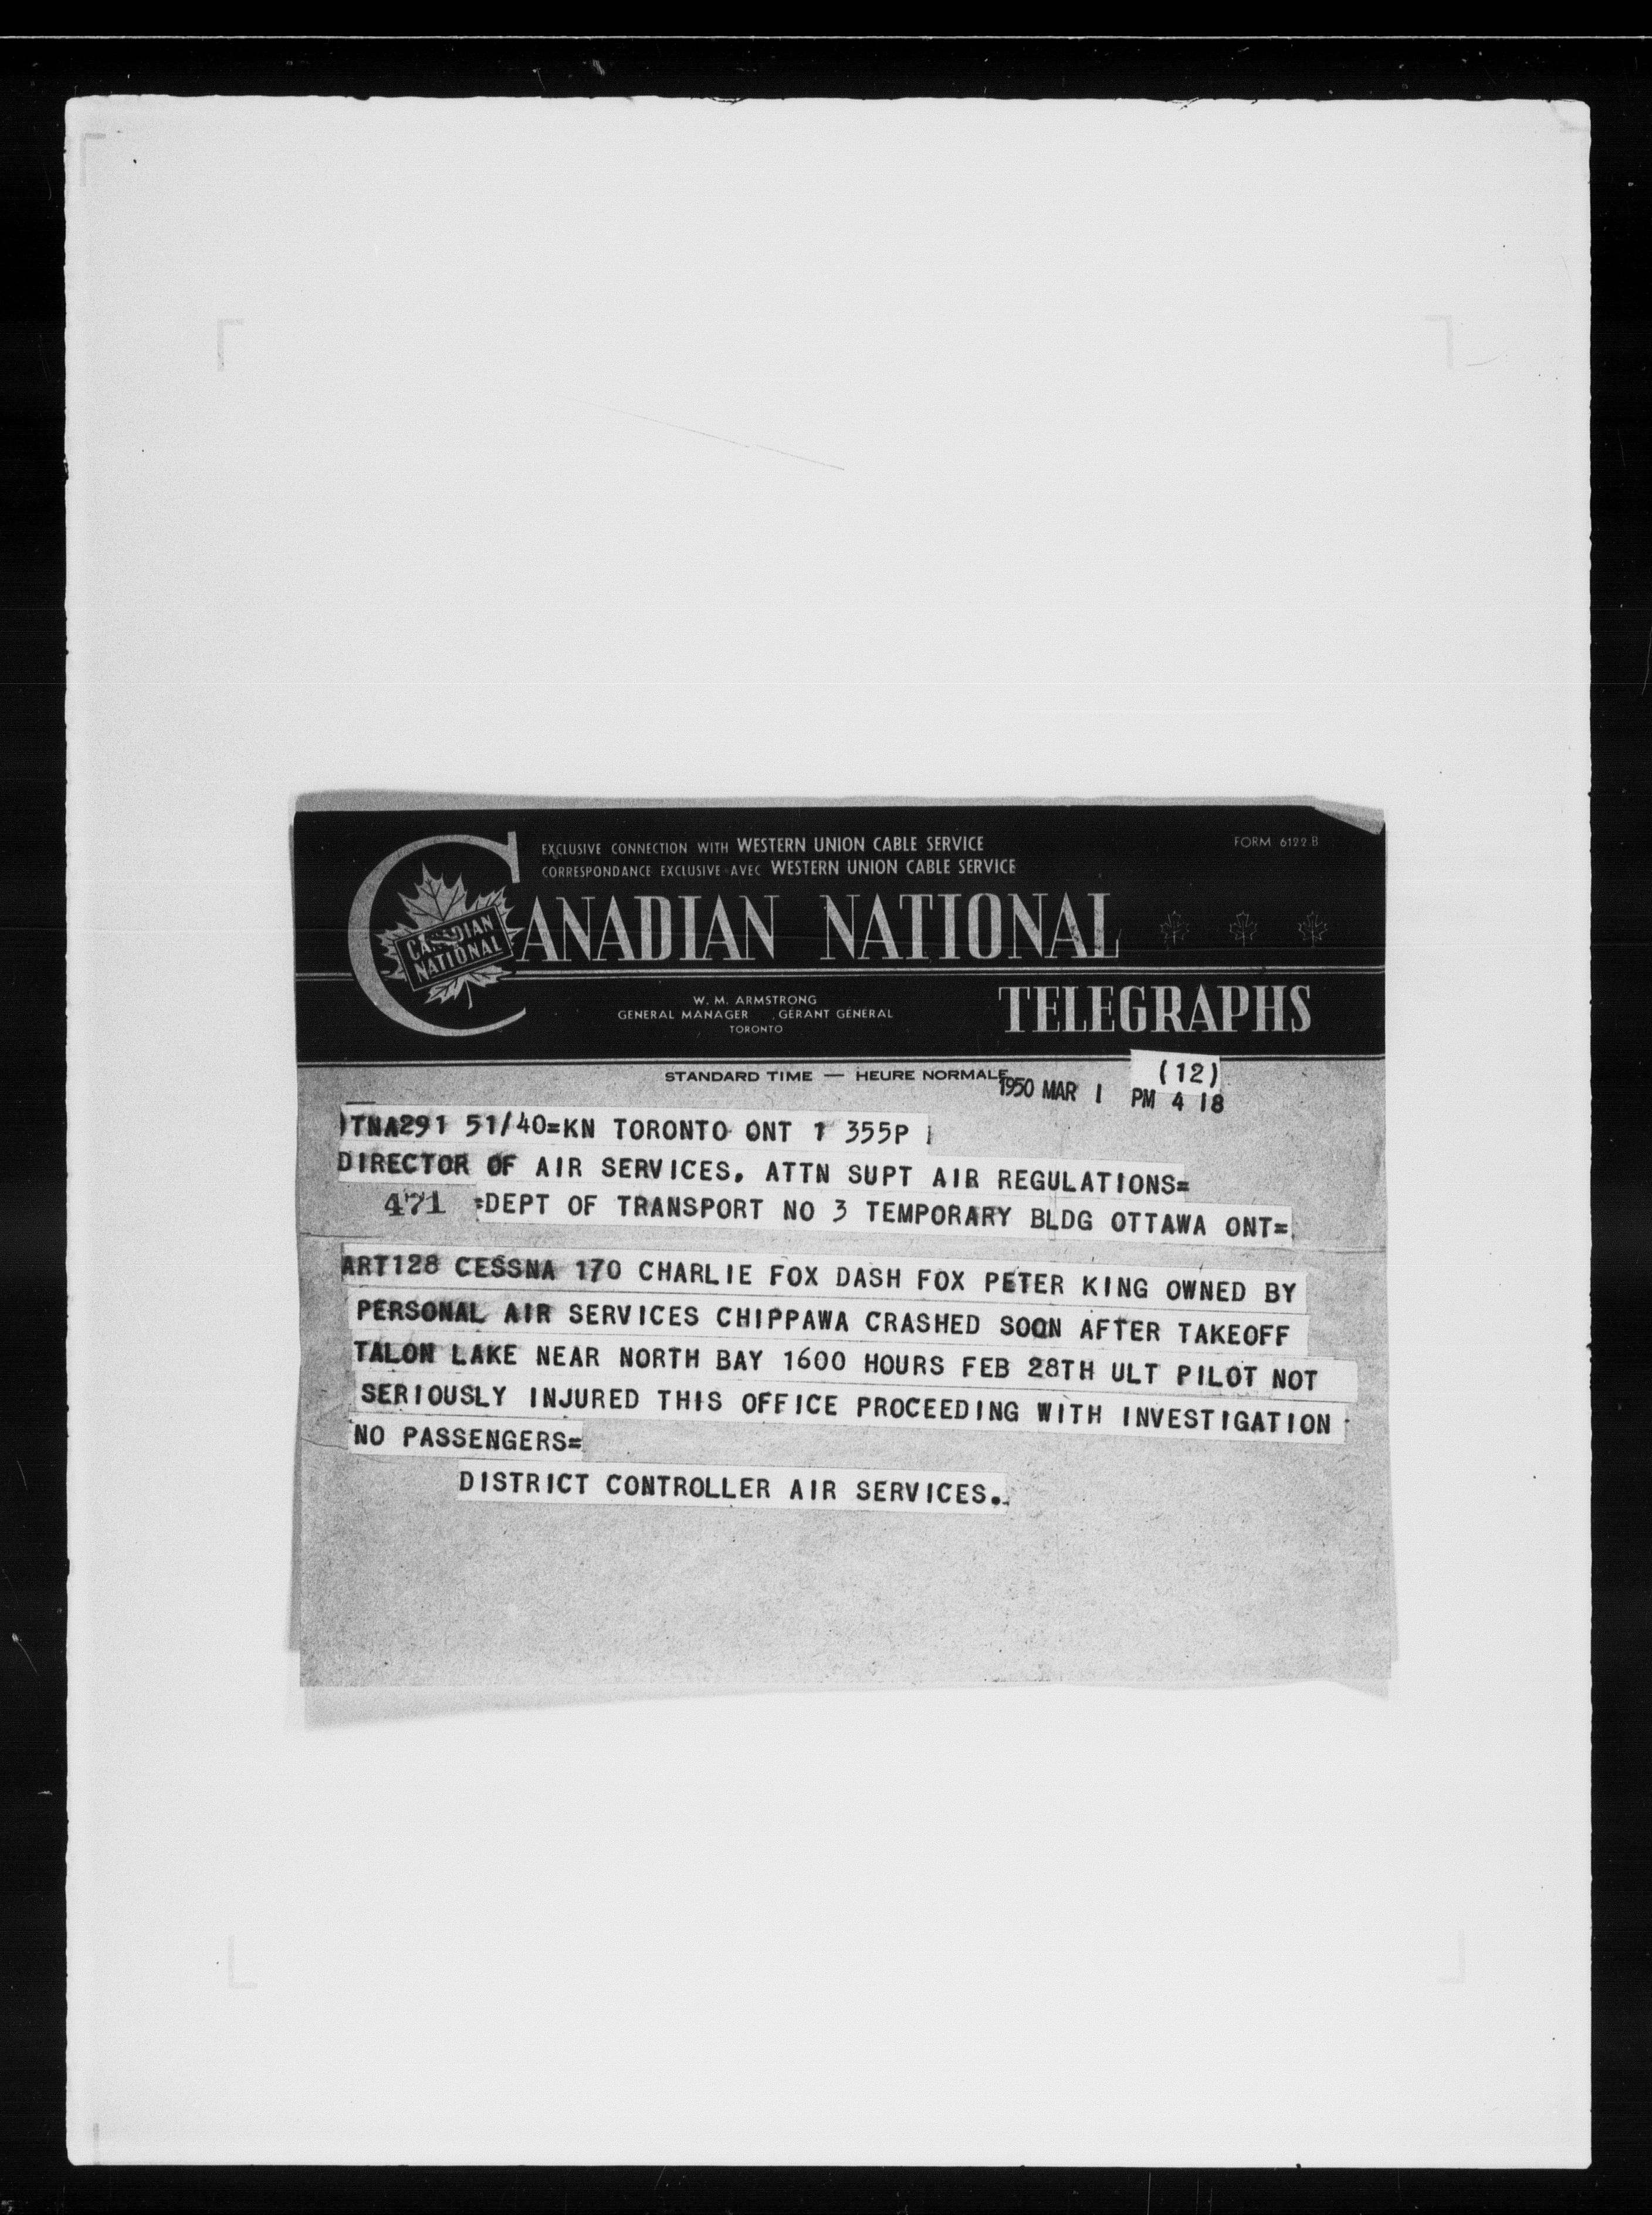 EXCLUSIVE CONNECTION WITH WESTERN UNION CABLE SERVICE
CORRESPONDANCE EXCLUSIVE AVEC WESTERN UNION CABLE SERVICE
FORM 6122 B
CANADIAN NATIONAL
CANADIAN
NATIONAL
TELEGRAPHS
W. M. ARMSTRONG
GENERAL MANAGER GÉRANT GÉNÉRAL
TORONTO
STANDARD TIME — HEURE NORMALE
(12)
1950 MAR 1 PM 4 18
TNA291 51/40=KN TORONTO ONT 1 355P
DIRECTOR OF AIR SERVICES. ATTN SUPT AIR REGULATIONS=
471 =DEPT OF TRANSPORT NO 3 TEMPORARY BLDG OTTAWA ONT=
ART128 CESSNA 170 CHARLIE FOX DASH FOX PETER KING OWNED BY
PERSONAL AIR SERVICES CHIPPAWA CRASHED SOON AFTER TAKEOFF
TALON LAKE NEAR NORTH BAY 1600 HOURS FEB 28TH ULT PILOT NOT
SERIOUSLY INJURED THIS OFFICE PROCEEDING WITH INVESTIGATION
NO PASSENGERS=
DISTRICT CONTROLLER AIR SERVICES.